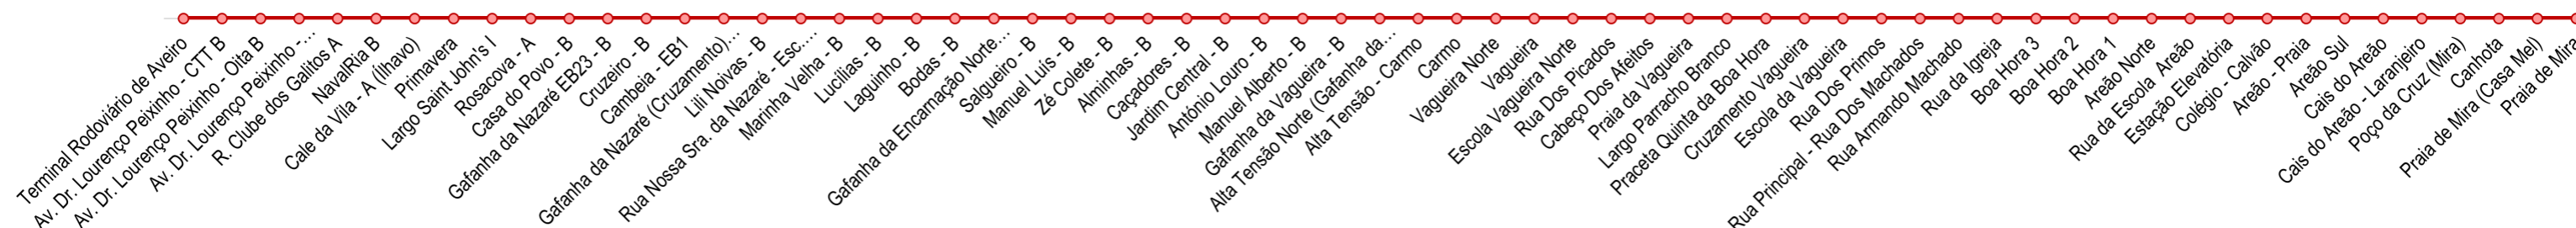 Terminal Rodoviário de Aveiro
Av. Dr. Lourenço Peixinho - CTT B
Av. Dr. Lourenço Peixinho - Oita B
Av. Dr. Lourenço Peixinho -...
R. Clube dos Galitos A
NavalRia B
Cale da Vila - A (Ílhavo)
Primavera
Largo Saint John's I
Roscova - A
Casa do Povo - B
Gafanha da Nazaré EB23 - B
Cruzeiro - B
Cambeia - EB1
Gafanha da Nazaré (Cruzamento)...
Lili Noivas - B
Rua Nossa Sra. da Nazaré - Esc....
Marinha Velha - B
Lucílias - B
Laguinho - B
Bodas - B
Gafanha da Encarnação Norte...
Salgueiro - B
Manuel Luís - B
Zé Colete - B
Alminhas - B
Caçadores - B
Jardim Central - B
António Louro - B
Manuel Alberto - B
Gafanha da Vagueira - B
Alta Tensão Norte (Gafanha da...
Alta Tensão - Carmo
Carmo
Vagueira Norte
Vagueira
Escola Vagueira Norte
Rua Dos Picados
Cabeço Dos Afeitos
Praia da Vagueira
Largo Parracho Branco
Praceta Quinta da Boa Hora
Cruzamento Vagueira
Escola da Vagueira
Rua Dos Primos
Rua Principal - Rua Dos Machados
Rua Armando Machado
Rua da Igreja
Boa Hora 3
Boa Hora 2
Boa Hora 1
Areão Norte
Rua da Escola Areão
Estação Elevatória
Colégio - Calvão
Areão - Praia
Areão Sul
Cais do Areão
Cais do Areão - Laranjeiro
Poço da Cruz (Mira)
Canhota
Praia de Mira (Casa Mel)
Praia de Mira